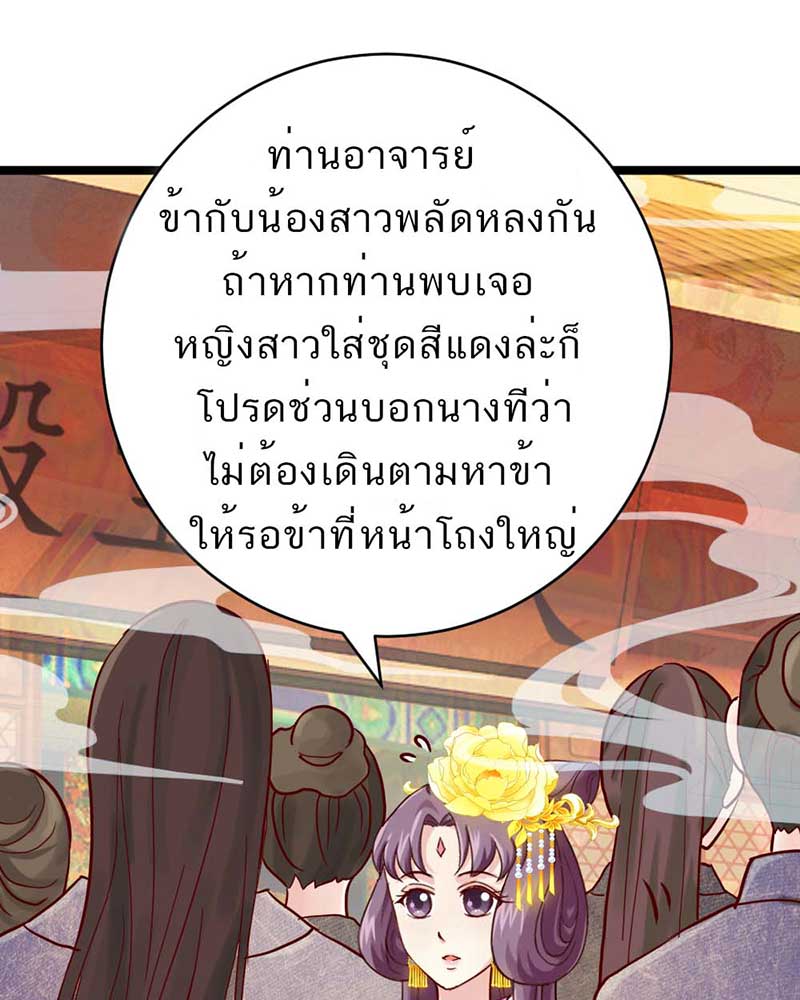 ท่านอาจารย์
ข้ากับน้องสาวพลัดหลงกัน
ถ้าหากท่านพบเจอ
หญิงสาวใส่ชุดสีแดงล่ะก็
โปรดช่วนบอกนางทีว่า
ไม่ต้องเดินตามหาข้า
ให้รอข้าที่หน้าโถงใหญ่
殿